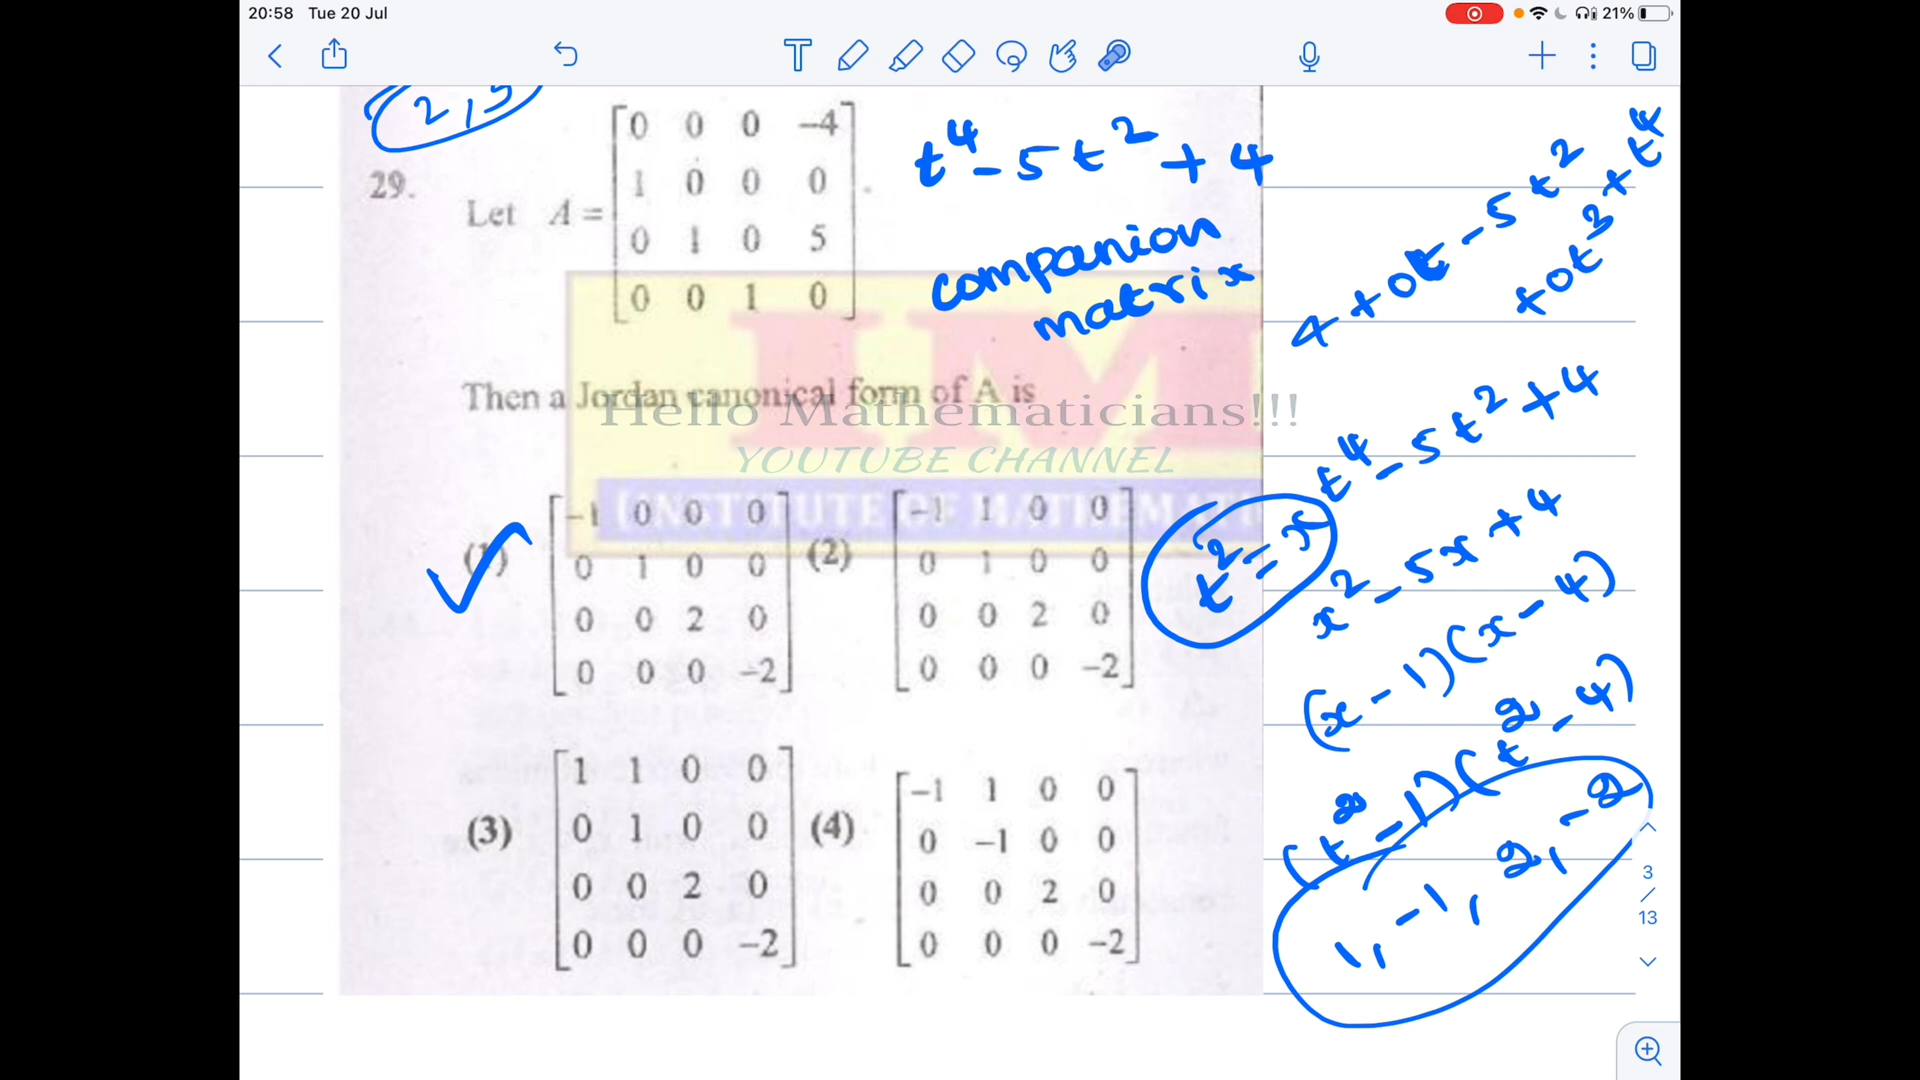 20:58 Tue 20 Jul
21%
T
2,5
29.
Let A = [0 0 0 -4
1 0 0 0
0 1 0 5
0 0 1 0].
t⁴ - 5t² + 4
companion
matrix
4 + 0t - 5t²
+ 0t³ + t⁴
Then a Jordan canonical form of A is
Hello Mathematicians!!!
YOUTUBE CHANNEL
IM
(INSTITUTE OF MATHEMATI
(1) [-1 0 0 0
0 1 0 0
0 0 2 0
0 0 0 -2]
(2) [-1 1 0 0
0 1 0 0
0 0 2 0
0 0 0 -2]
(3) [1 1 0 0
0 1 0 0
0 0 2 0
0 0 0 -2]
(4) [-1 1 0 0
0 -1 0 0
0 0 2 0
0 0 0 -2]
t⁴ - 5t² + 4
t² = x
x² - 5x + 4
(x - 1)(x - 4)
(t² - 1)(t² - 4)
1, -1, 2, -2
3
/
13